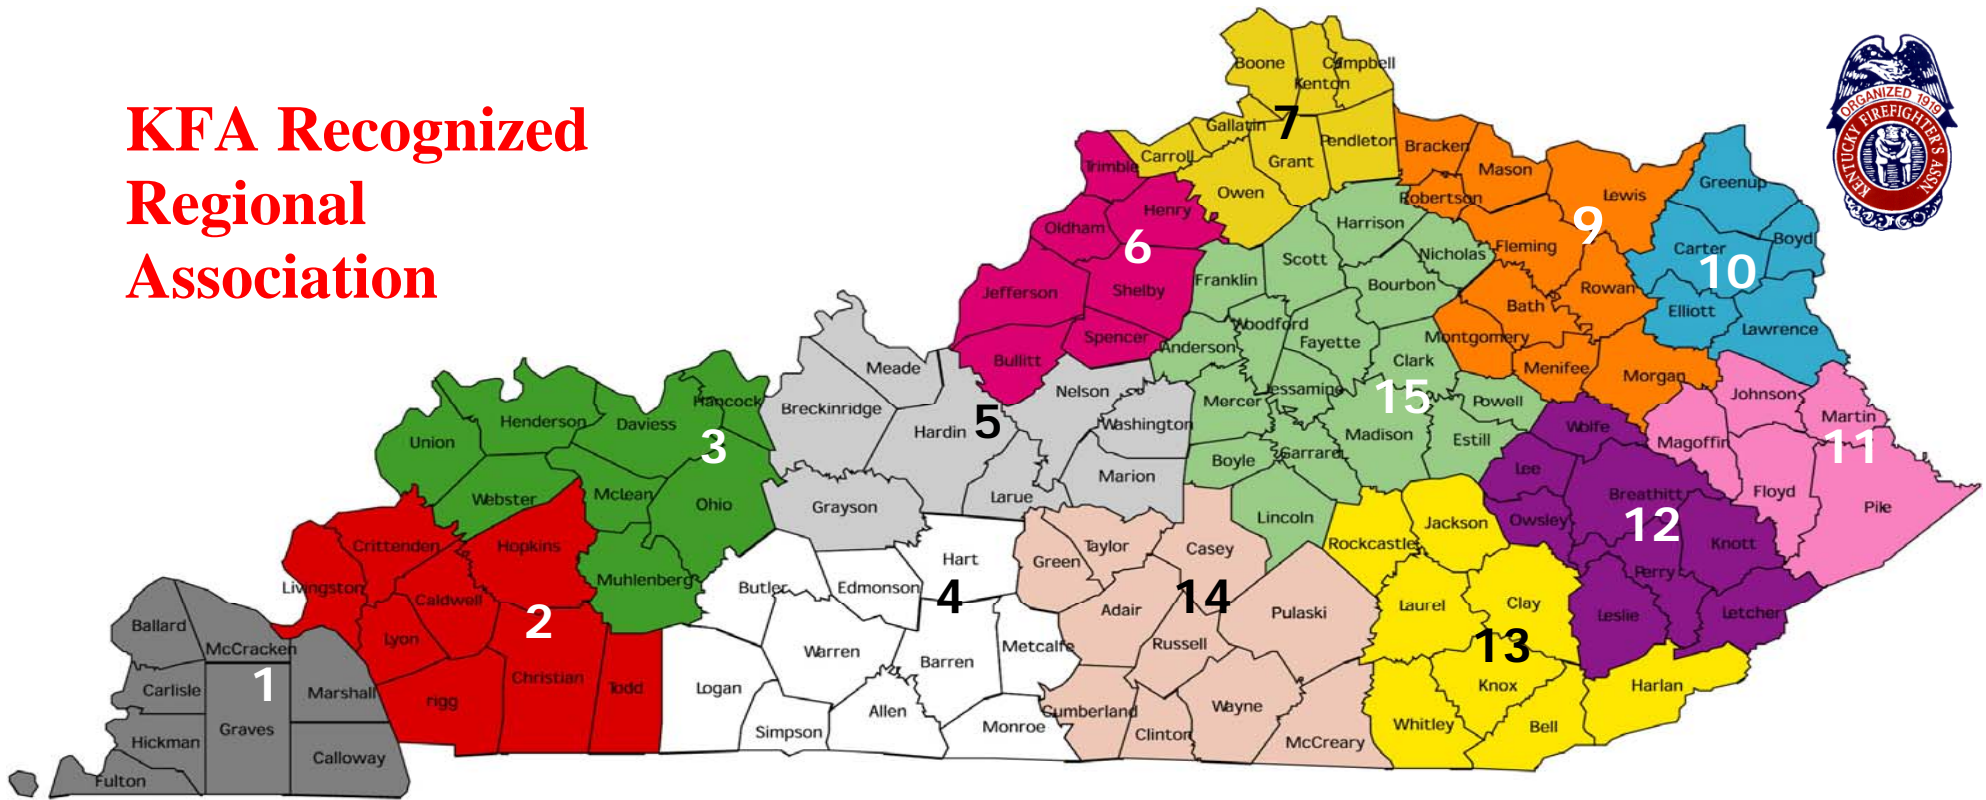 KFA Recognized
Regional
Association
ORGANIZED 1919
KENTUCKY FIREFIGHTER'S ASSN
Boone
Kenton
Campbell
7
Gallatin
Carroll
Grant
Pendleton
Owen
Trimble
Henry
Oldham
6
Jefferson
Shelby
Spencer
Bullitt
Bracken
Mason
Lewis
Robertson
9
Fleming
Rowan
Bath
Montgomery
Menifee
Morgan
Greenup
Boyd
Carter
10
Elliott
Lawrence
Harrison
Nicholas
Scott
Franklin
Bourbon
Woodford
Fayette
Anderson
Clark
15
Jessamine
Mercer
Powell
Madison
Estill
Boyle
Garrard
Lincoln
Johnson
Martin
Magoffin
11
Floyd
Pike
Wolfe
Lee
Breathitt
Owsley
12
Knott
Perry
Leslie
Letcher
Meade
Breckinridge
Nelson
Hardin
5
Washington
Marion
Larue
Grayson
Hancock
Henderson
Daviess
Union
3
Webster
Mclean
Ohio
Muhlenberg
Crittenden
Hopkins
Livingston
Caldwell
2
Lyon
Christian
Todd
rigg
Ballard
McCracken
1
Carlisle
Marshall
Graves
Hickman
Calloway
Fulton
Hart
Butler
Edmonson
4
Warren
Barren
Metcalfe
Logan
Allen
Simpson
Monroe
Taylor
Casey
Green
14
Adair
Pulaski
Russell
Cumberland
Wayne
Clinton
McCreary
Jackson
Rockcastle
Laurel
Clay
13
Knox
Harlan
Whitley
Bell